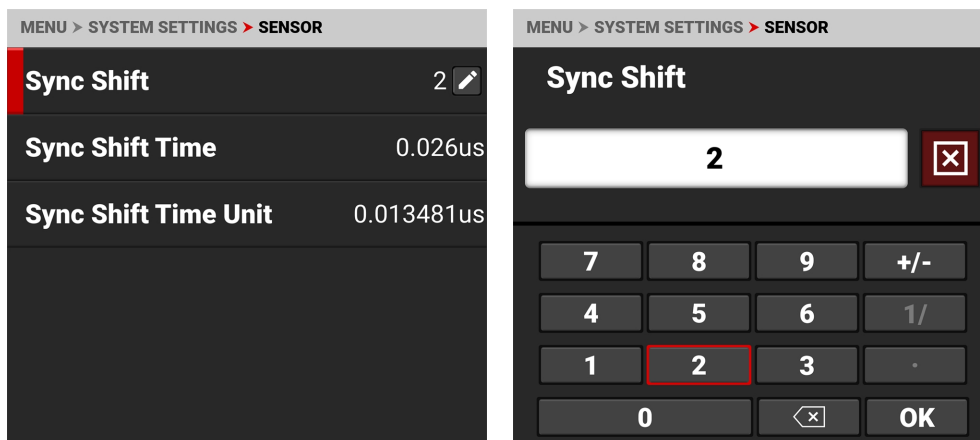 MENU > SYSTEM SETTINGS > SENSOR
Sync Shift 2
Sync Shift Time 0.026us
Sync Shift Time Unit 0.013481us
MENU > SYSTEM SETTINGS > SENSOR
Sync Shift
2
7 8 9 +/-
4 5 6 1/
1 2 3 .
0 OK